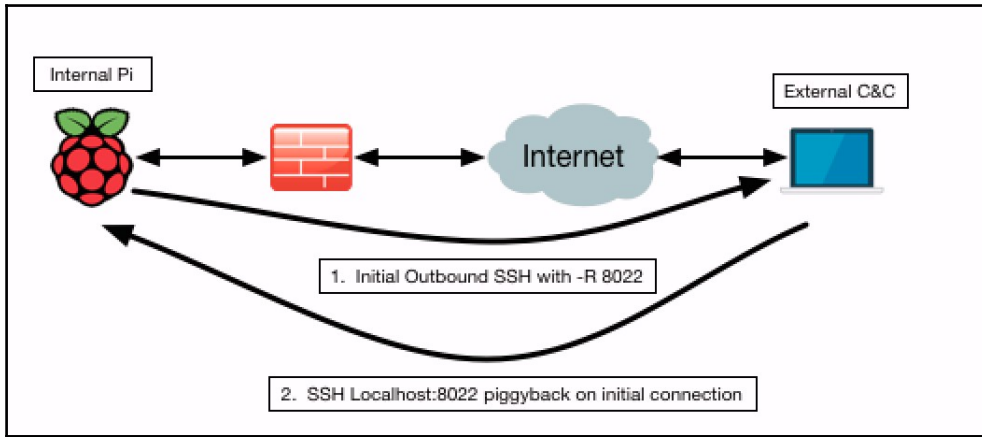 Internal Pi
External C&C
Internet
1. Initial Outbound SSH with -R 8022
2. SSH Localhost:8022 piggyback on initial connection